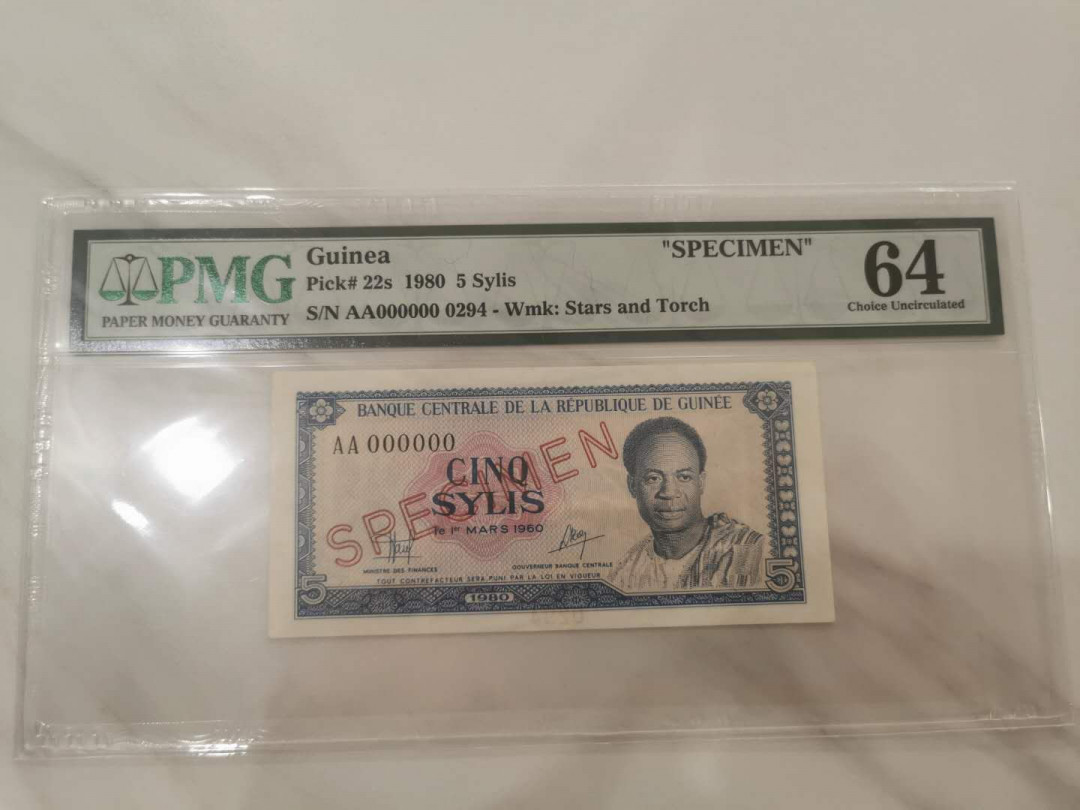 PMG
PAPER MONEY GUARANTY
Guinea
Pick# 22s 1980 5 Sylis
S/N AA000000 0294 - Wmk: Stars and Torch
"SPECIMEN"
64
Choice Uncirculated
BANQUE CENTRALE DE LA RÉPUBLIQUE DE GUINÉE
AA 000000
CINQ
SYLIS
SPECIMEN
le 1er MARS 1960
MINISTRE DES FINANCES
GOUVERNEUR BANQUE CENTRALE
TOUT CONTREFACTEUR SERA PUNI PAR LA LOI EN VIGUEUR
5
1980
5